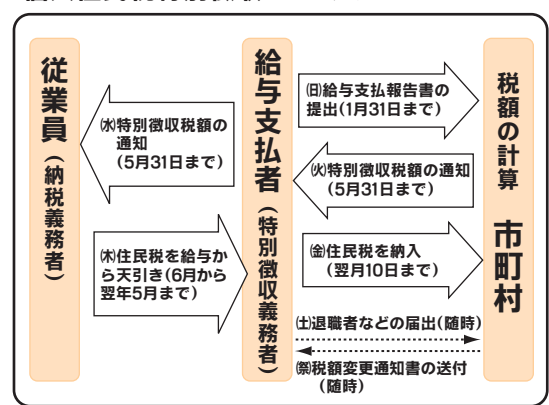 従業員(納税義務者)
給与支払者(特別徴収義務者)
税額の計算 市町村
㈰給与支払報告書の
提出(1月31日まで)
㈫特別徴収税額の通知
(5月31日まで)
㈬特別徴収税額の
通知
(5月31日まで)
㈭住民税を給与か
ら天引き(6月から
翌年5月まで)
㈮住民税を納入
(翌月10日まで)
㈯退職者などの届出(随時)
㈷税額変更通知書の送付
(随時)